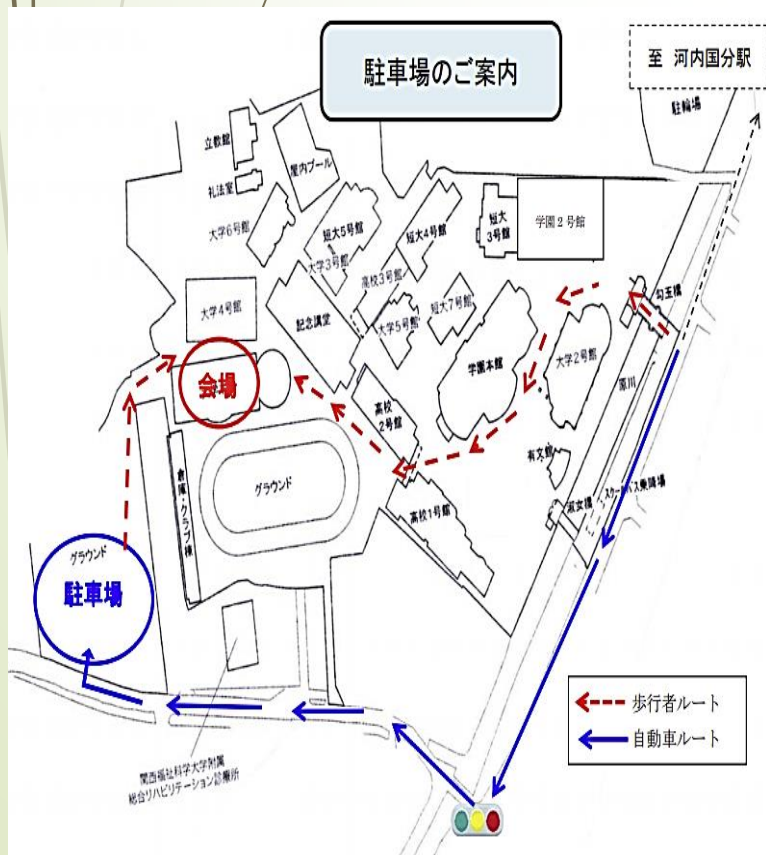 駐車場のご案内
至 河内国分駅
駐輪場
立教館
屋内プール
礼法室
大学6号館
短大5号館
大学3号館
高校3号館
短大4号館
短大
3号館
学園2号館
大学4号館
記念講堂
大学5号館
短大7号館
学園本館
大学2号館
勾玉橋
原川
会場
高校
2号館
有文館
淑女橋
スクールバス乗降場
高校1号館
グラウンド
倉庫・クラブ棟
グラウンド
駐車場
関西福祉科学大学附属
総合リハビリテーション診療所
歩行者ルート
自動車ルート